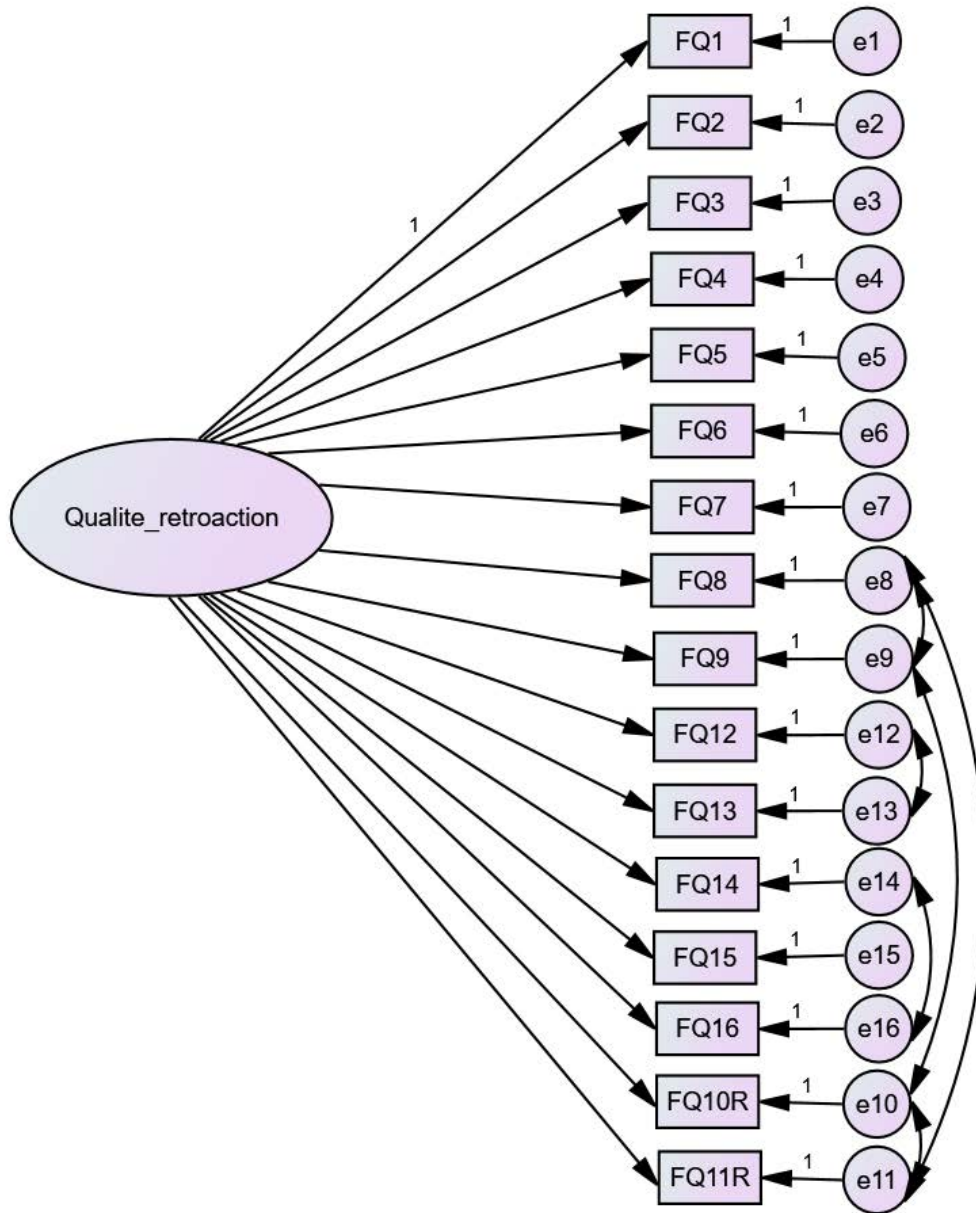 FQ1 1 e1
FQ2 1 e2
FQ3 1 e3
1
FQ4 1 e4
FQ5 1 e5
FQ6 1 e6
Qualite_retroaction
FQ7 1 e7
FQ8 1 e8
FQ9 1 e9
FQ12 1 e12
FQ13 1 e13
FQ14 1 e14
FQ15 1 e15
FQ16 1 e16
FQ10R 1 e10
FQ11R 1 e11